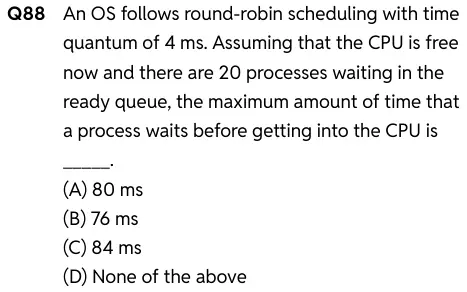 Q88 An OS follows round-robin scheduling with time
quantum of 4 ms. Assuming that the CPU is free
now and there are 20 processes waiting in the
ready queue, the maximum amount of time that
a process waits before getting into the CPU is
_____.
(A) 80 ms
(B) 76 ms
(C) 84 ms
(D) None of the above